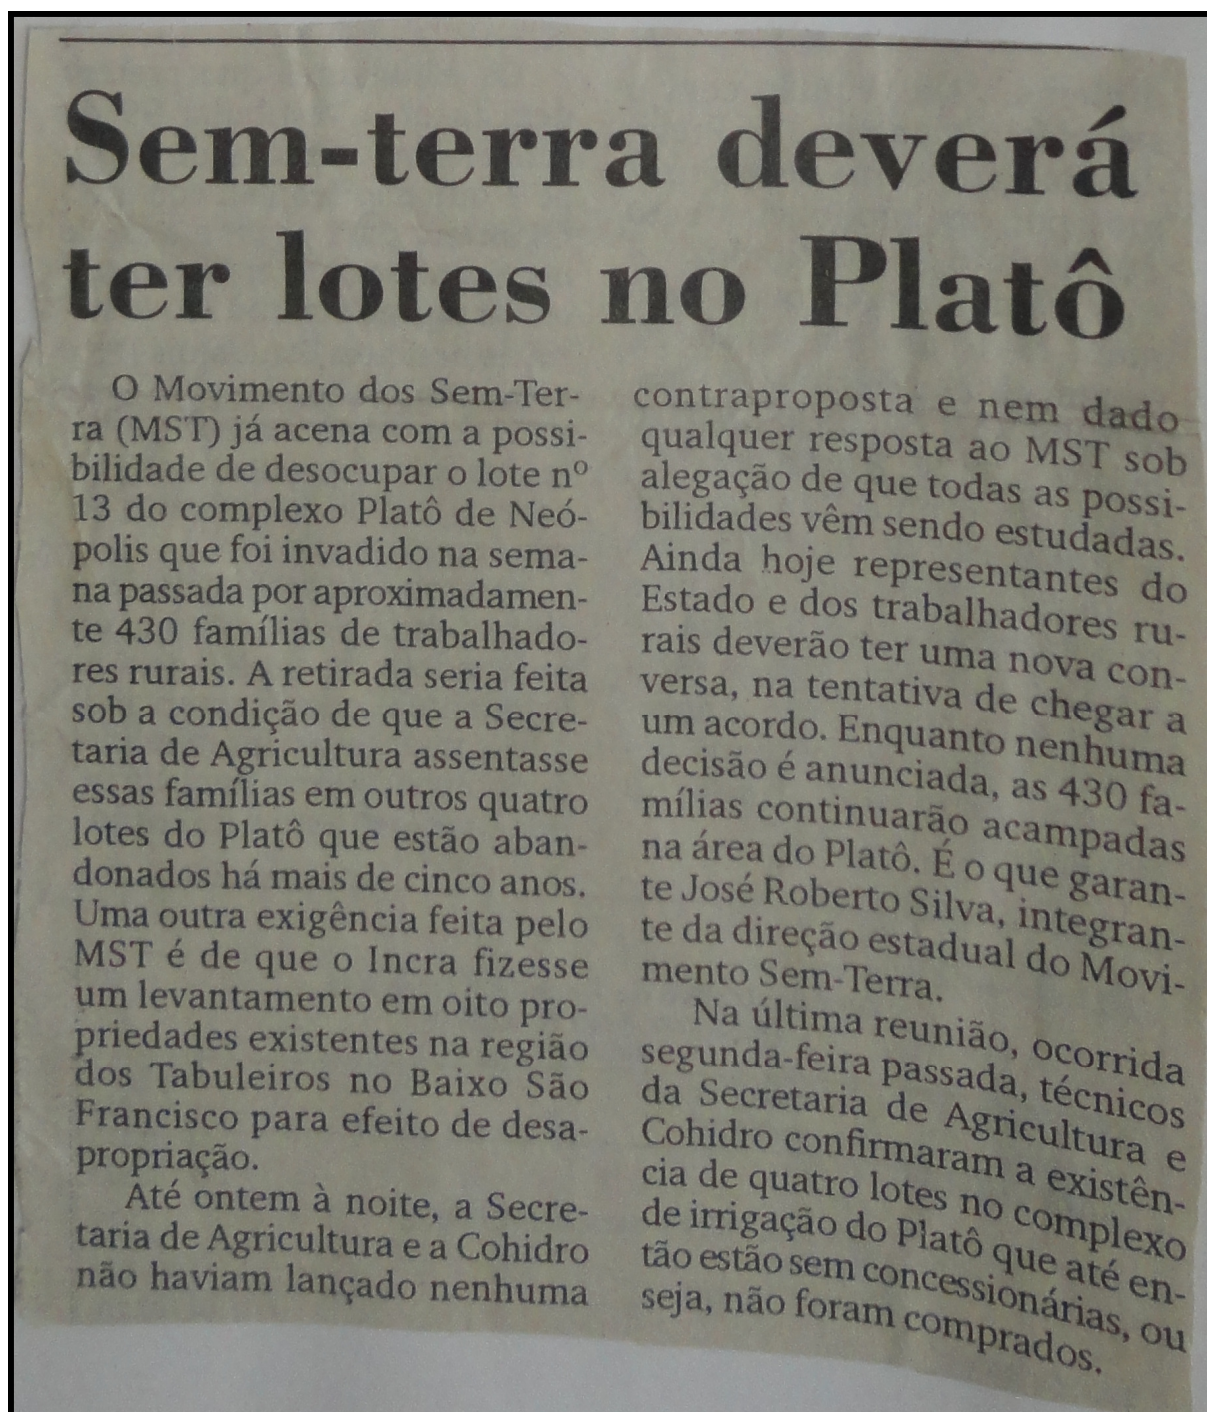 Sem-terra deverá
ter lotes no Platô
O Movimento dos Sem-Ter-
ra (MST) já acena com a possi-
bilidade de desocupar o lote nº
13 do complexo Platô de Neó-
polis que foi invadido na sema-
na passada por aproximadamen-
te 430 famílias de trabalhado-
res rurais. A retirada seria feita
sob a condição de que a Secre-
taria de Agricultura assentasse
essas famílias em outros quatro
lotes do Platô que estão aban-
donados há mais de cinco anos.
Uma outra exigência feita pelo
MST é de que o Incra fizesse
um levantamento em oito pro-
priedades existentes na região
dos Tabuleiros no Baixo São
Francisco para efeito de desa-
propriação.
Até ontem à noite, a Secre-
taria de Agricultura e a Cohidro
não haviam lançado nenhuma
contraproposta e nem dado
qualquer resposta ao MST sob
alegação de que todas as possi-
bilidades vêm sendo estudadas.
Ainda hoje representantes do
Estado e dos trabalhadores ru-
rais deverão ter uma nova con-
versa, na tentativa de chegar a
um acordo. Enquanto nenhuma
decisão é anunciada, as 430 fa-
mílias continuarão acampadas
na área do Platô. É o que garan-
te José Roberto Silva, integran-
te da direção estadual do Movi-
mento Sem-Terra.
Na última reunião, ocorrida
segunda-feira passada, técnicos
da Secretaria de Agricultura e
Cohidro confirmaram a existên-
cia de quatro lotes no complexo
de irrigação do Platô que até en-
tão estão sem concessionárias, ou
seja, não foram comprados.